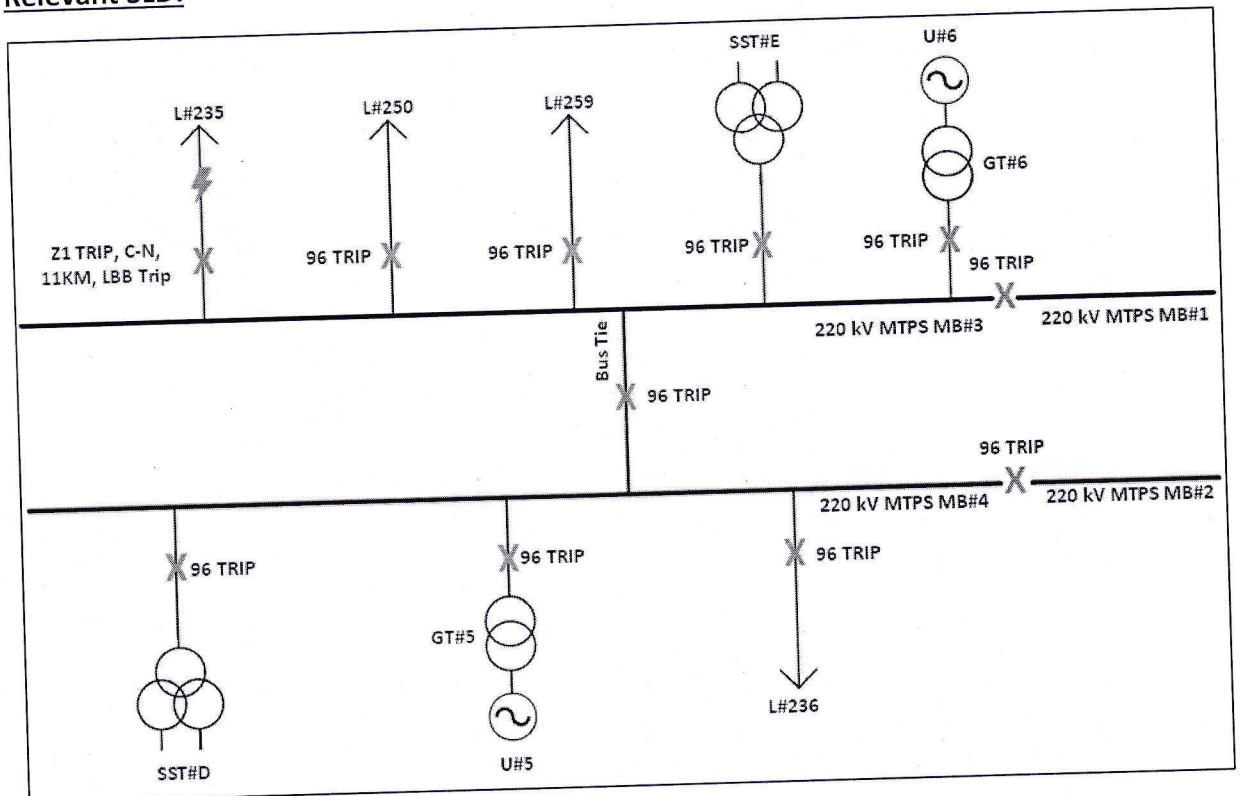 L#235
L#250
L#259
SST#E
U#6
GT#6
Z1 TRIP, C-N,
11KM, LBB Trip
96 TRIP
96 TRIP
96 TRIP
96 TRIP
96 TRIP
220 kV MTPS MB#3
220 kV MTPS MB#1
Bus Tie
96 TRIP
96 TRIP
220 kV MTPS MB#4
220 kV MTPS MB#2
96 TRIP
96 TRIP
96 TRIP
GT#5
L#236
SST#D
U#5